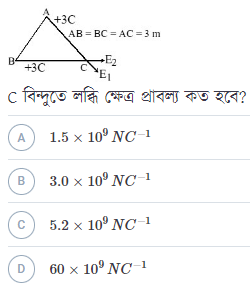 A
+3C
AB = BC = AC = 3 m
B
+3C
C
E₂
E₁
C বিন্দুতে লব্ধি ক্ষেত্র প্রাবল্য কত হবে?
A 1.5 × 10⁹ NC⁻¹
B 3.0 × 10⁹ NC⁻¹
C 5.2 × 10⁹ NC⁻¹
D 60 × 10⁹ NC⁻¹